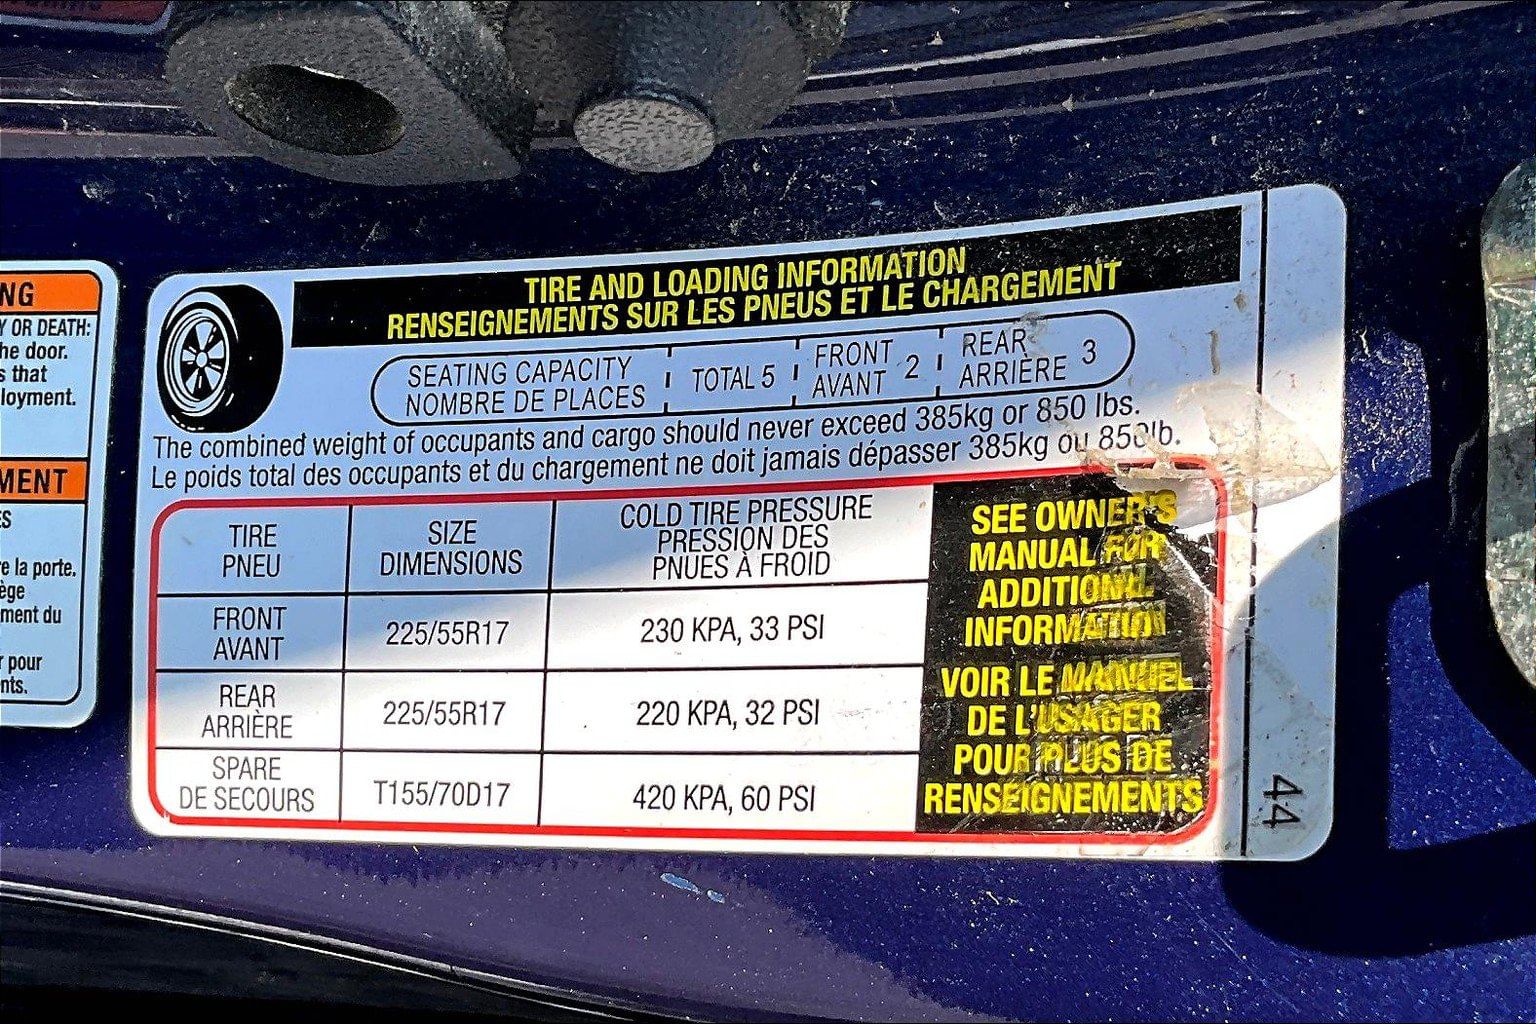 NG
Y OR DEATH:
he door.
s that
loyment.
MENT
ES
re la porte.
ège
ment du
r pour
nts.
TIRE AND LOADING INFORMATION
RENSEIGNEMENTS SUR LES PNEUS ET LE CHARGEMENT
SEATING CAPACITY
NOMBRE DE PLACES
TOTAL 5
FRONT
AVANT 2
REAR
ARRIÈRE 3
The combined weight of occupants and cargo should never exceed 385kg or 850 lbs.
Le poids total des occupants et du chargement ne doit jamais dépasser 385kg ou 850lb.
TIRE
PNEU
SIZE
DIMENSIONS
COLD TIRE PRESSURE
PRESSION DES
PNUES À FROID
FRONT
AVANT
225/55R17
230 KPA, 33 PSI
REAR
ARRIÈRE
225/55R17
220 KPA, 32 PSI
SPARE
DE SECOURS
T155/70D17
420 KPA, 60 PSI
SEE OWNER'S
MANUAL FOR
ADDITIONAL
INFORMATION
VOIR LE MANUEL
DE L'USAGER
POUR PLUS DE
RENSEIGNEMENTS
44